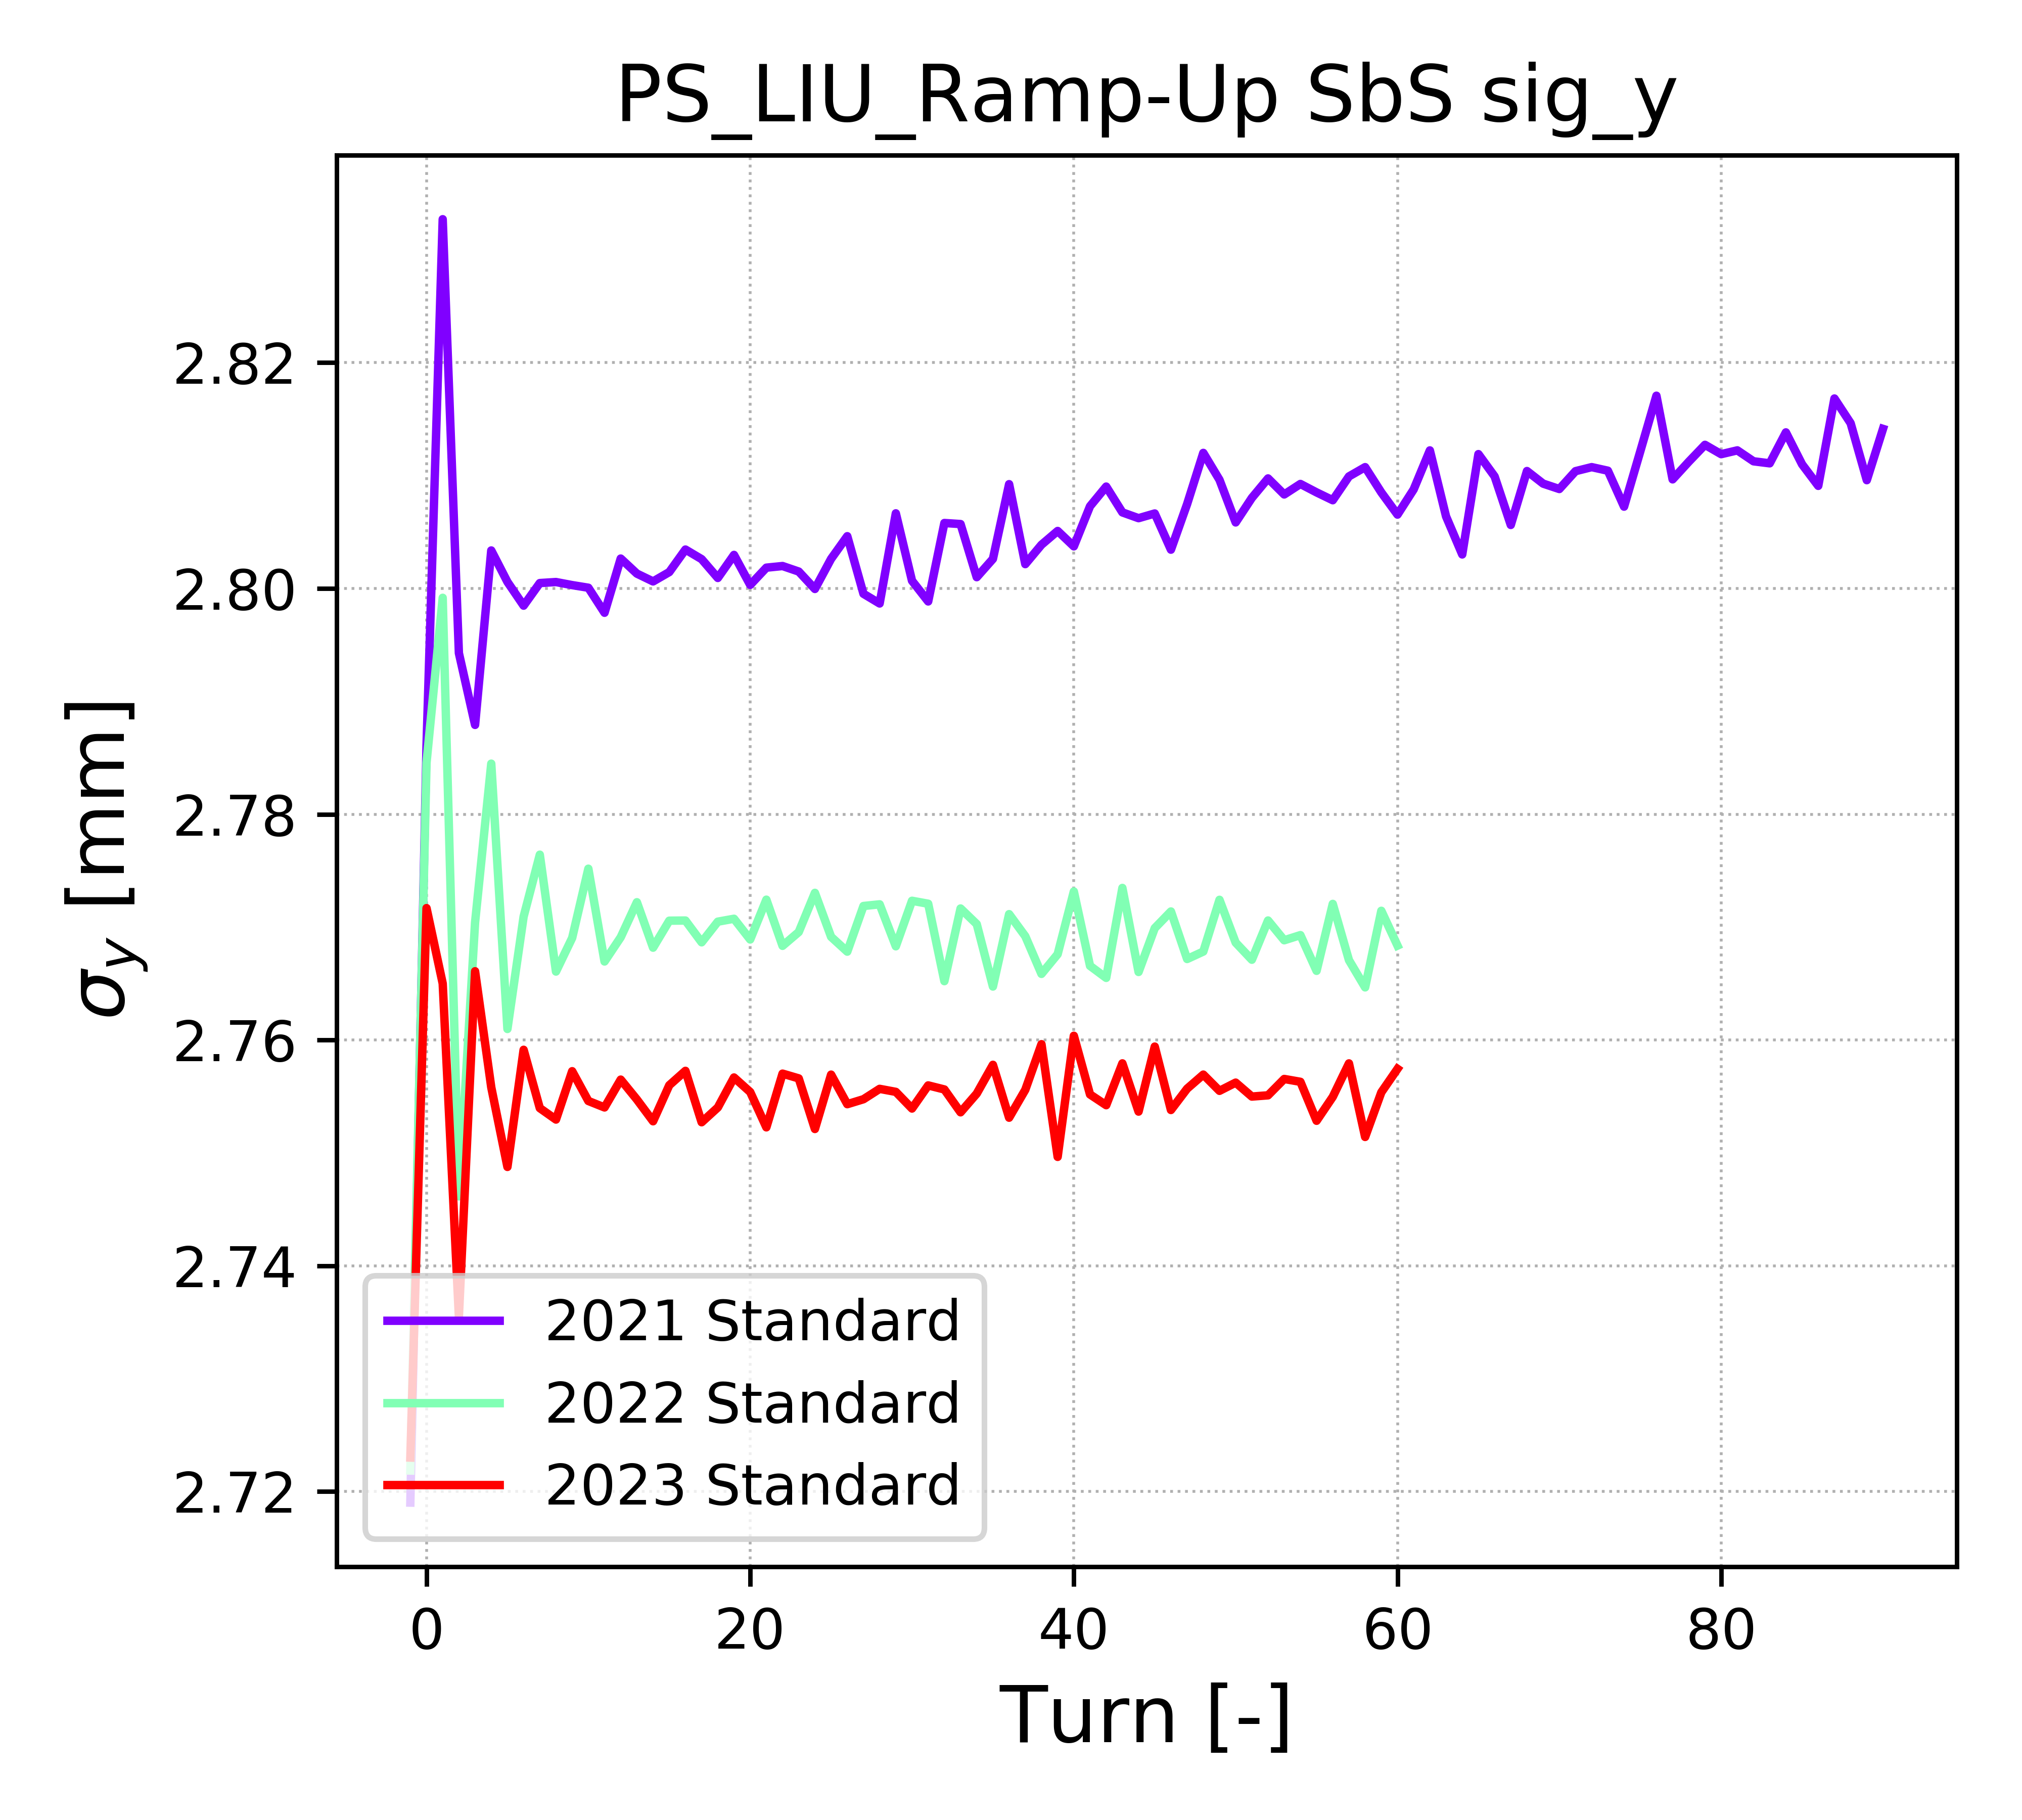 PS_LIU_Ramp-Up SbS sig_y
σy [mm]
2.82
2.80
2.78
2.76
2.74
2.72
2021 Standard
2022 Standard
2023 Standard
0 20 40 60 80
Turn [-]